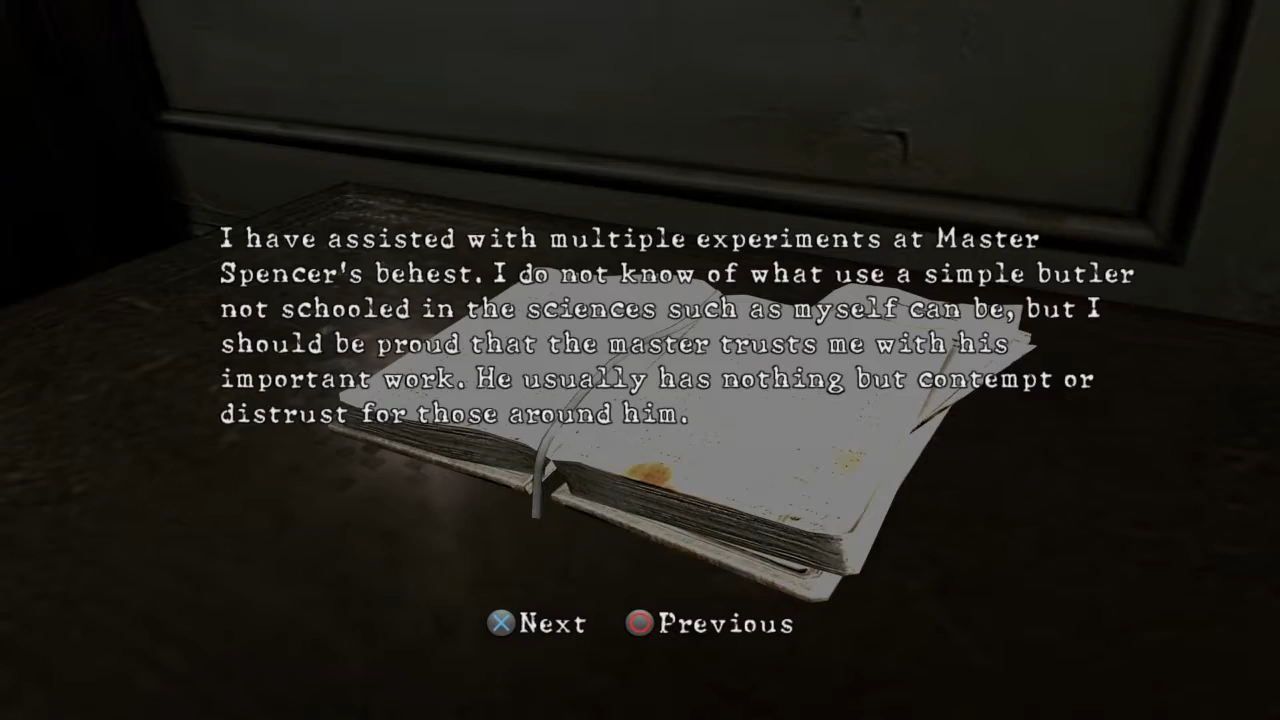 I have assisted with multiple experiments at Master
Spencer's behest. I do not know of what use a simple butler
not schooled in the sciences such as myself can be, but I
should be proud that the master trusts me with his
important work. He usually has nothing but contempt or
distrust for those around him.
Next Previous